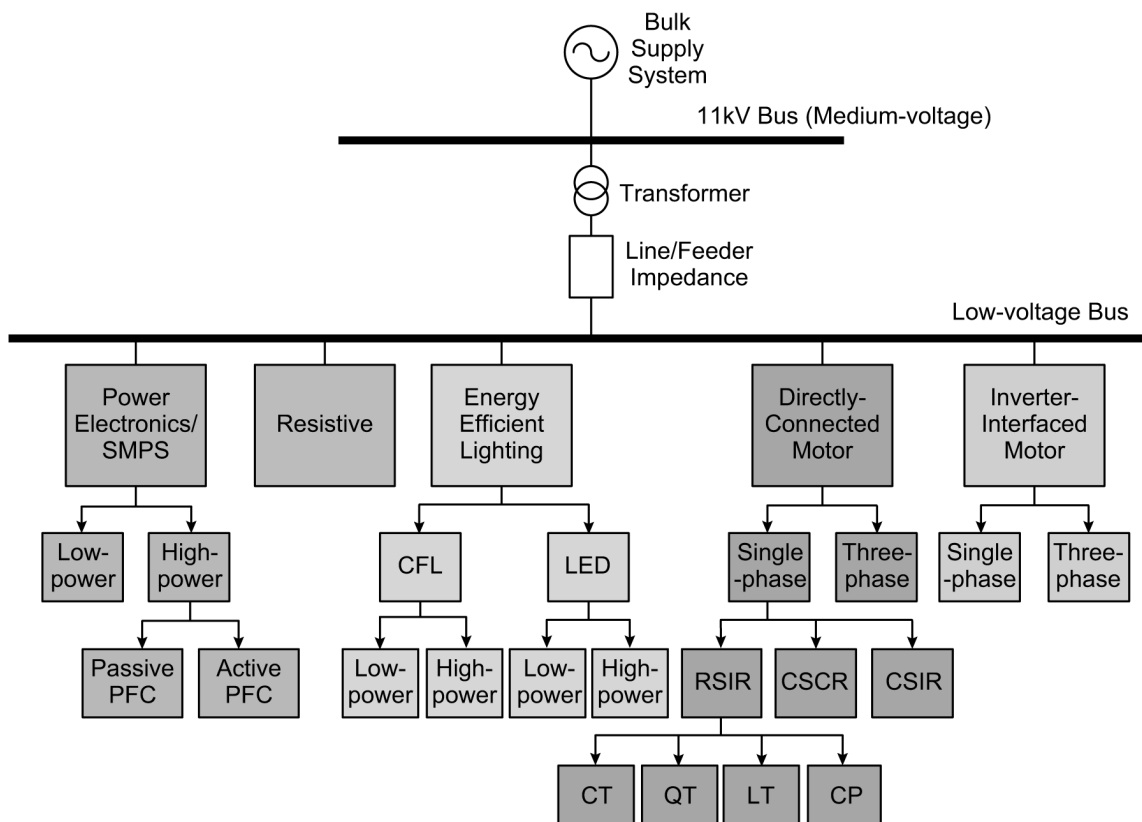 Bulk
Supply
System
11kV Bus (Medium-voltage)
Transformer
Line/Feeder
Impedance
Low-voltage Bus
Power
Electronics/
SMPS
Resistive
Energy
Efficient
Lighting
Directly-
Connected
Motor
Inverter-
Interfaced
Motor
Low-
power
High-
power
CFL
LED
Single
-phase
Three-
phase
Single
-phase
Three-
phase
Passive
PFC
Active
PFC
Low-
power
High-
power
Low-
power
High-
power
RSIR
CSCR
CSIR
CT
QT
LT
CP